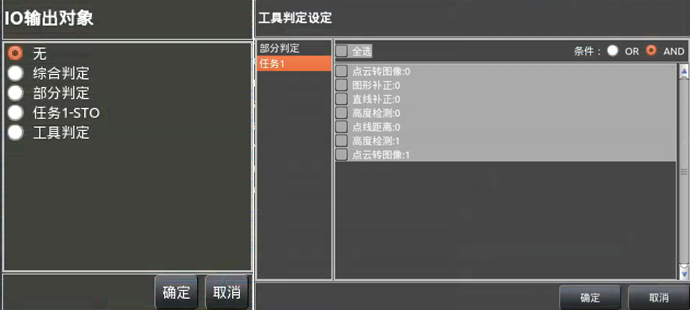 IO输出对象
无
综合判定
部分判定
任务1-STO
工具判定
确定 取消
工具判定设定
部分判定
任务1
全选 条件： OR AND
点云转图像:0
图形补正:0
直线补正:0
高度检测:0
点线距离:0
高度检测:1
点云转图像:1
确定 取消